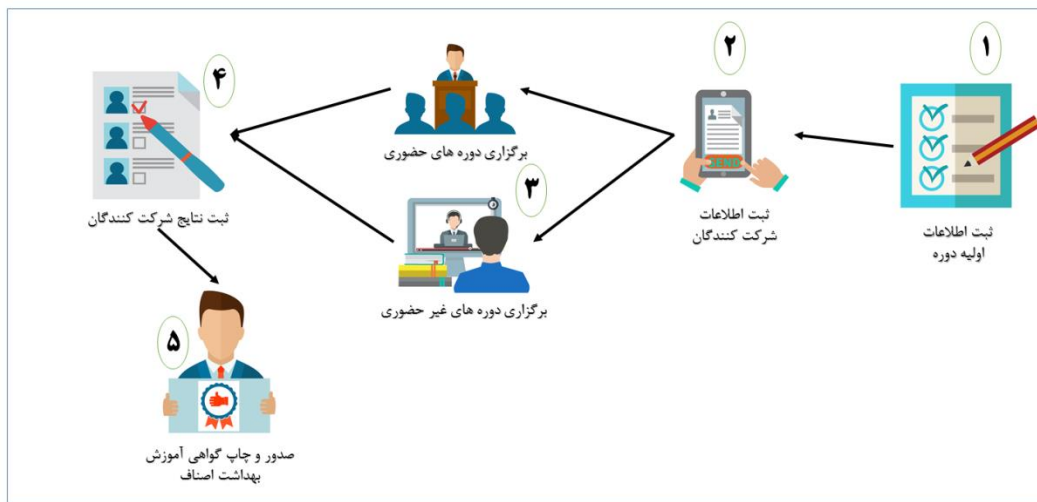 ۱
ثبت اطلاعات
اولیه دوره
۲
SEND
ثبت اطلاعات
شرکت کنندگان
برگزاری دوره های حضوری
۳
برگزاری دوره های غیر حضوری
۴
ثبت نتایج شرکت کنندگان
۵
صدور و چاپ گواهی آموزش
بهداشت اصناف